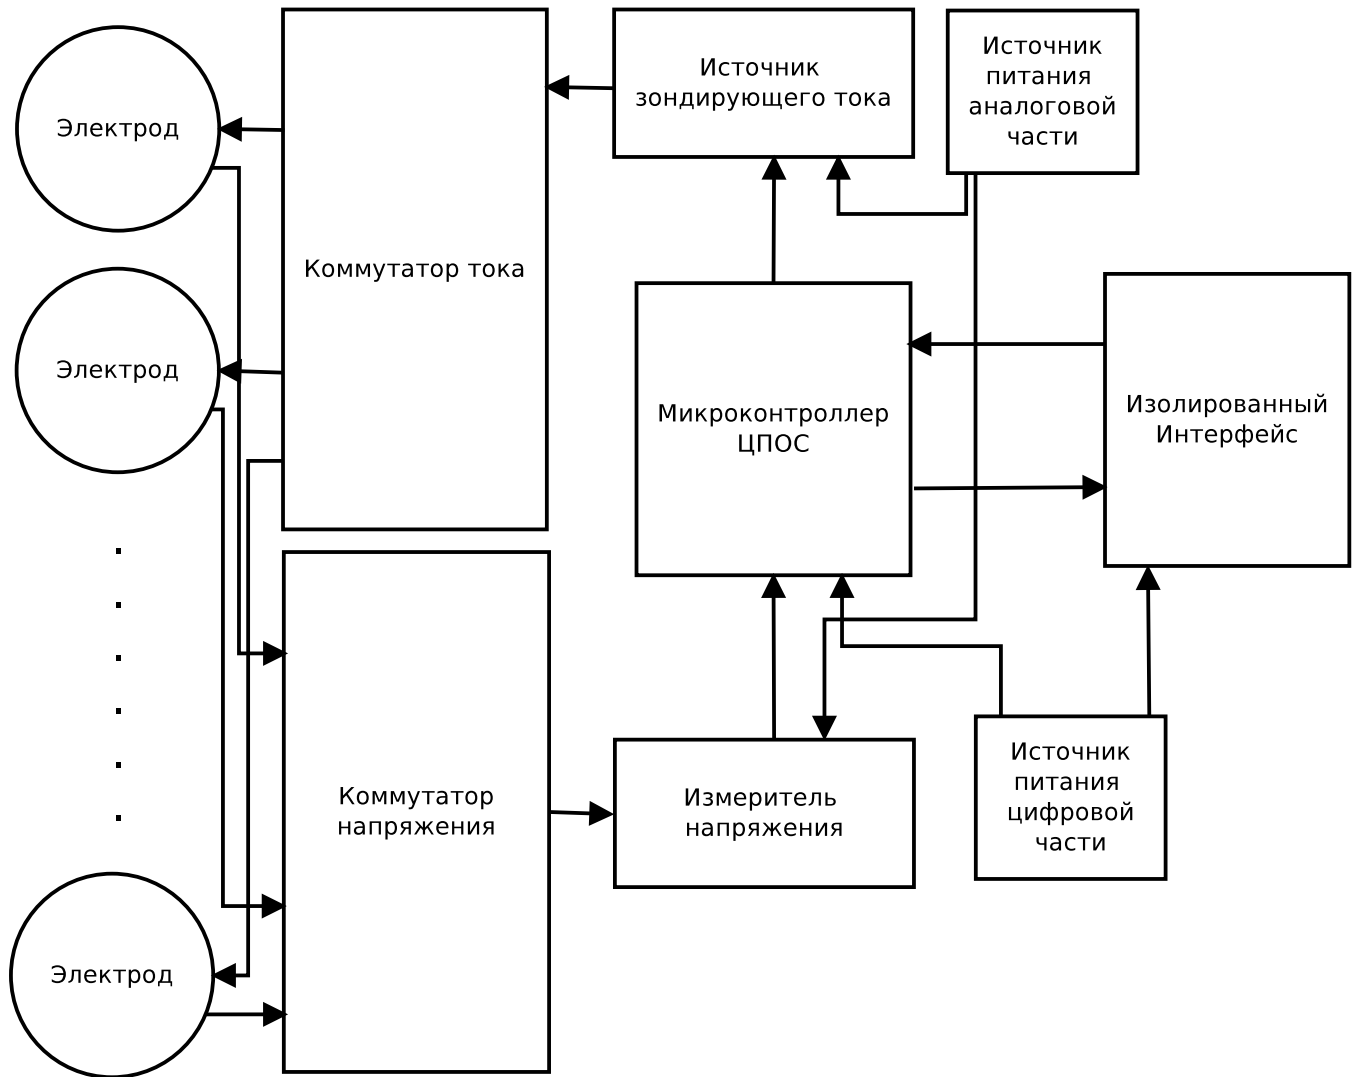 Электрод
Источник
зондирующего тока
Источник
питания
аналоговой
части
Коммутатор тока
Электрод
Микроконтроллер
ЦПОС
Изолированный
Интерфейс
Коммутатор
напряжения
Измеритель
напряжения
Источник
питания
цифровой
части
Электрод